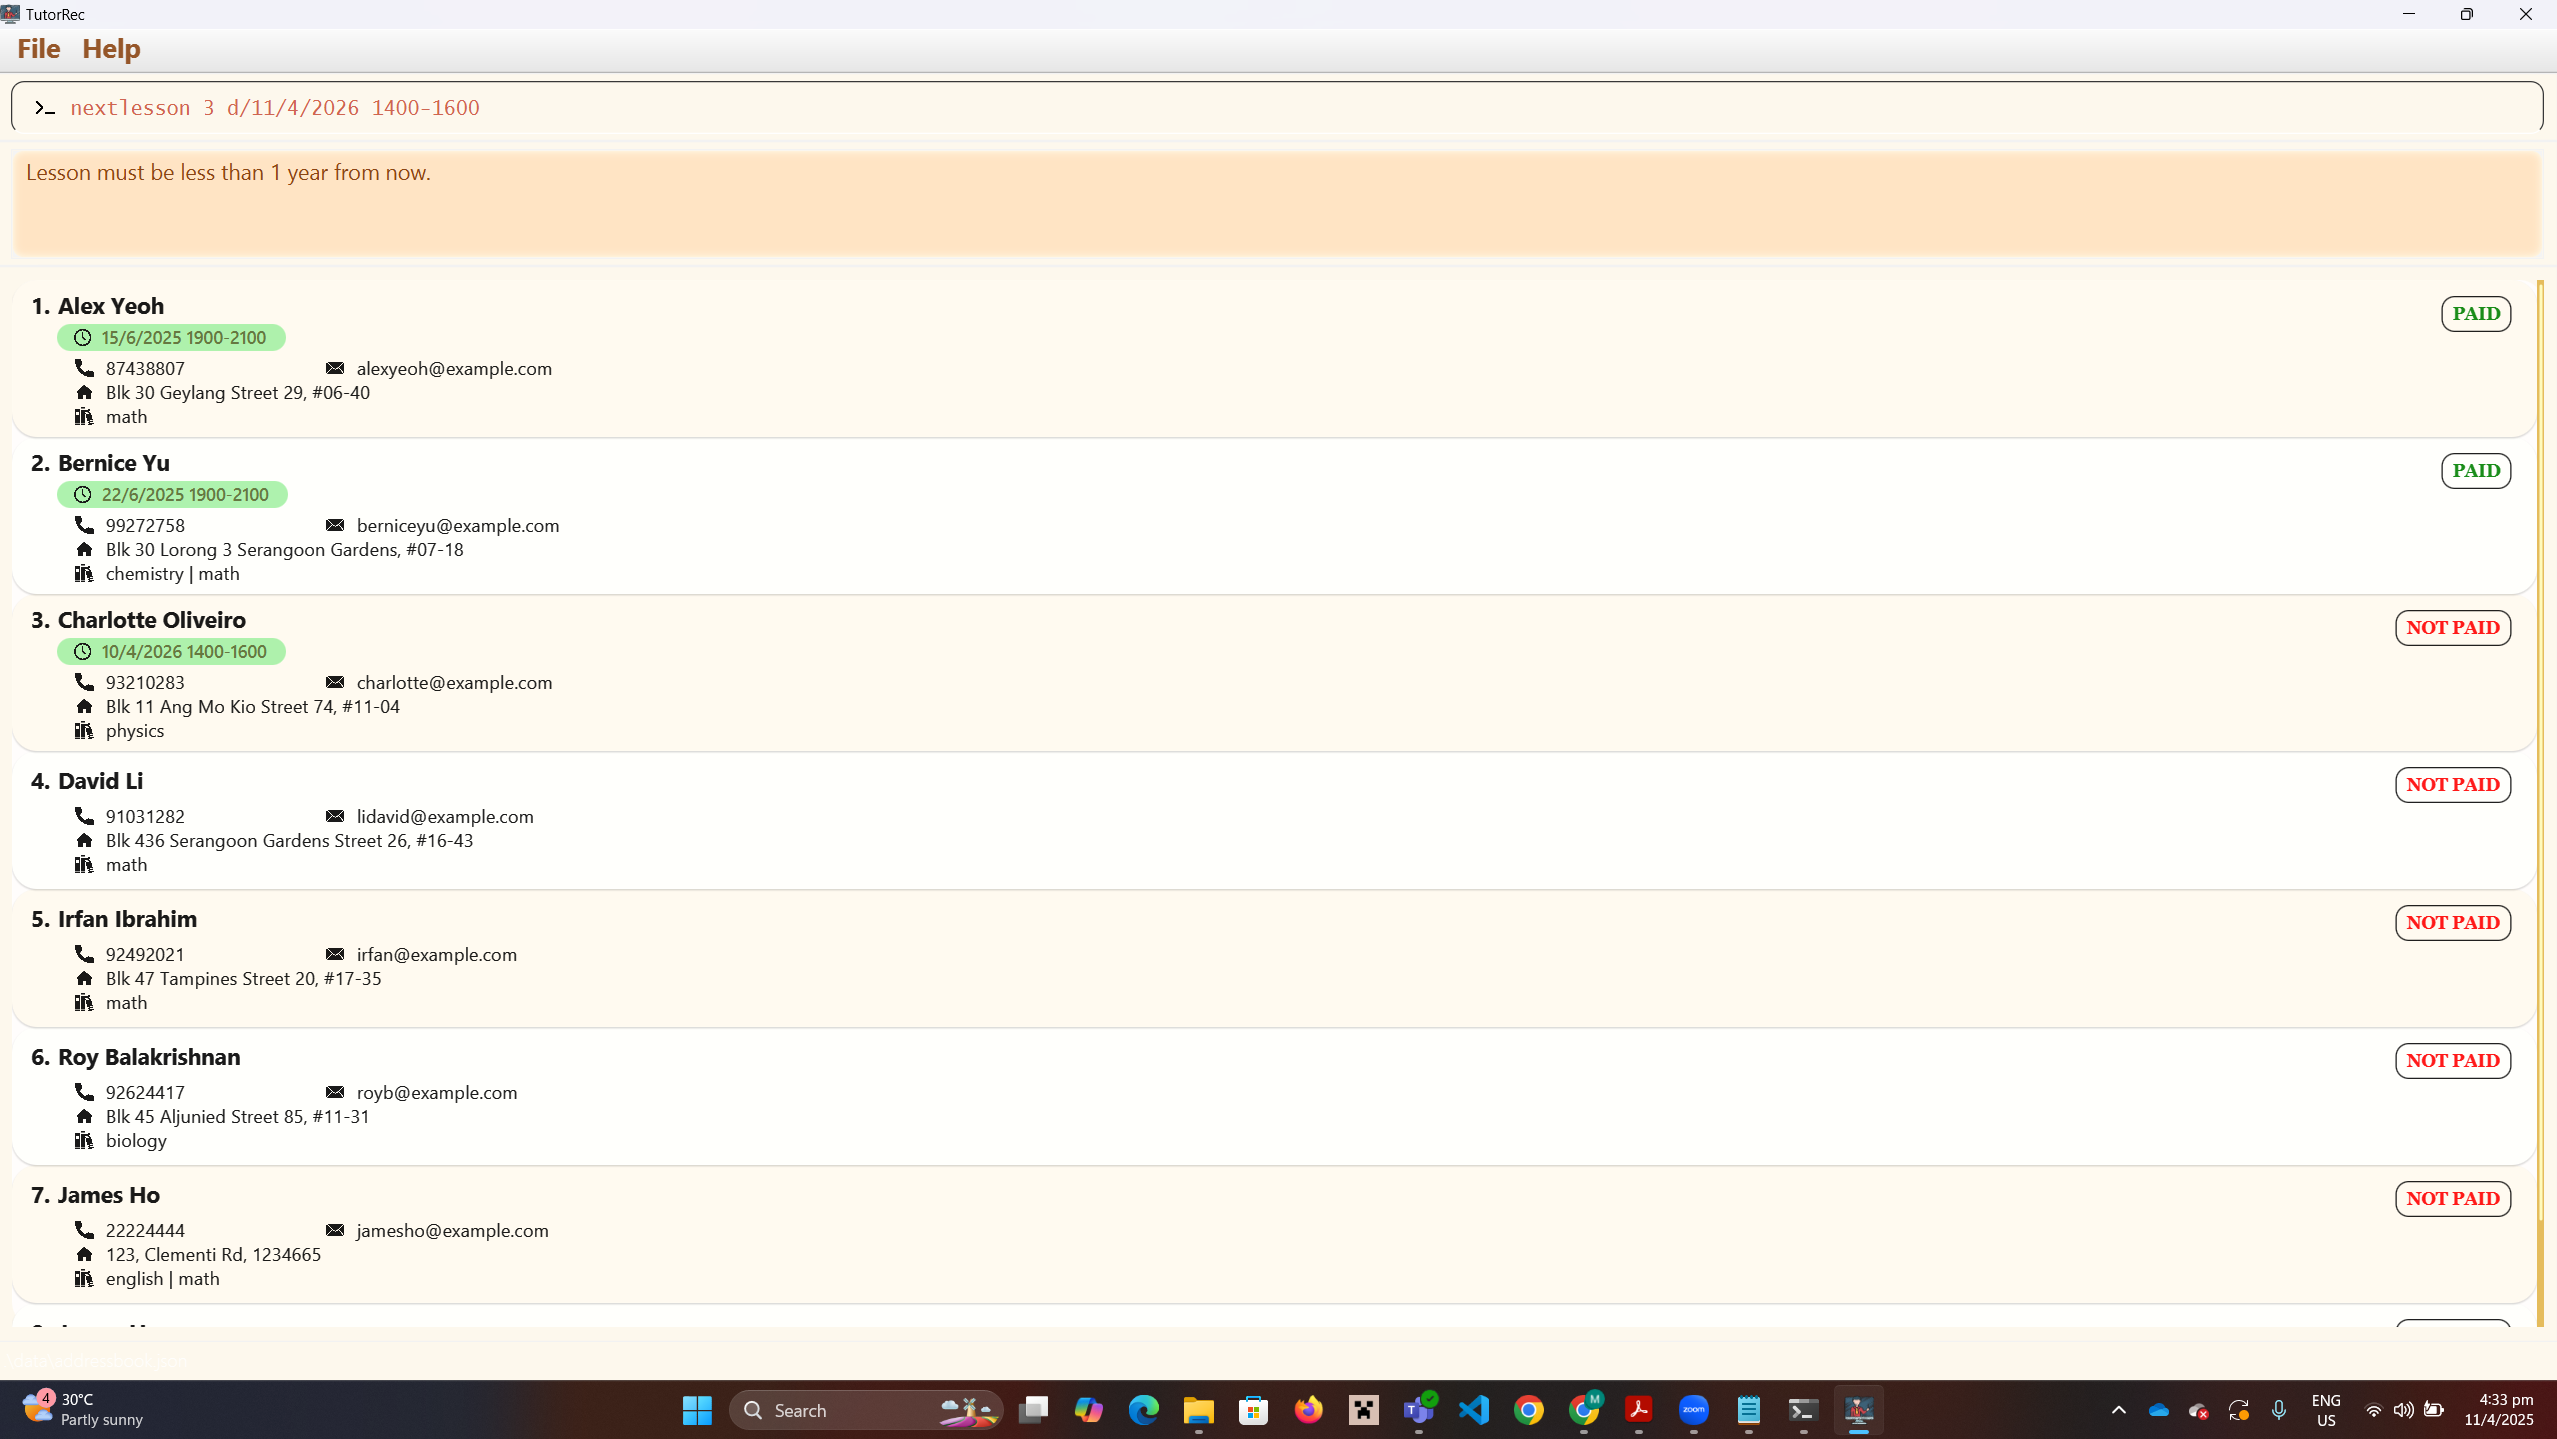 TutorRec
File Help
>_ nextlesson 3 d/11/4/2026 1400-1600
Lesson must be less than 1 year from now.
1. Alex Yeoh
PAID
15/6/2025 1900-2100
87438807 alexyeoh@example.com
Blk 30 Geylang Street 29, #06-40
math
2. Bernice Yu
PAID
22/6/2025 1900-2100
99272758 berniceyu@example.com
Blk 30 Lorong 3 Serangoon Gardens, #07-18
chemistry | math
3. Charlotte Oliveiro
NOT PAID
10/4/2026 1400-1600
93210283 charlotte@example.com
Blk 11 Ang Mo Kio Street 74, #11-04
physics
4. David Li
NOT PAID
91031282 lidavid@example.com
Blk 436 Serangoon Gardens Street 26, #16-43
math
5. Irfan Ibrahim
NOT PAID
92492021 irfan@example.com
Blk 47 Tampines Street 20, #17-35
math
6. Roy Balakrishnan
NOT PAID
92624417 royb@example.com
Blk 45 Aljunied Street 85, #11-31
biology
7. James Ho
NOT PAID
22224444 jamesho@example.com
123, Clementi Rd, 1234665
english | math
4
30°C
Partly sunny
Search
M
zoom
ENG
US
4:33 pm
11/4/2025